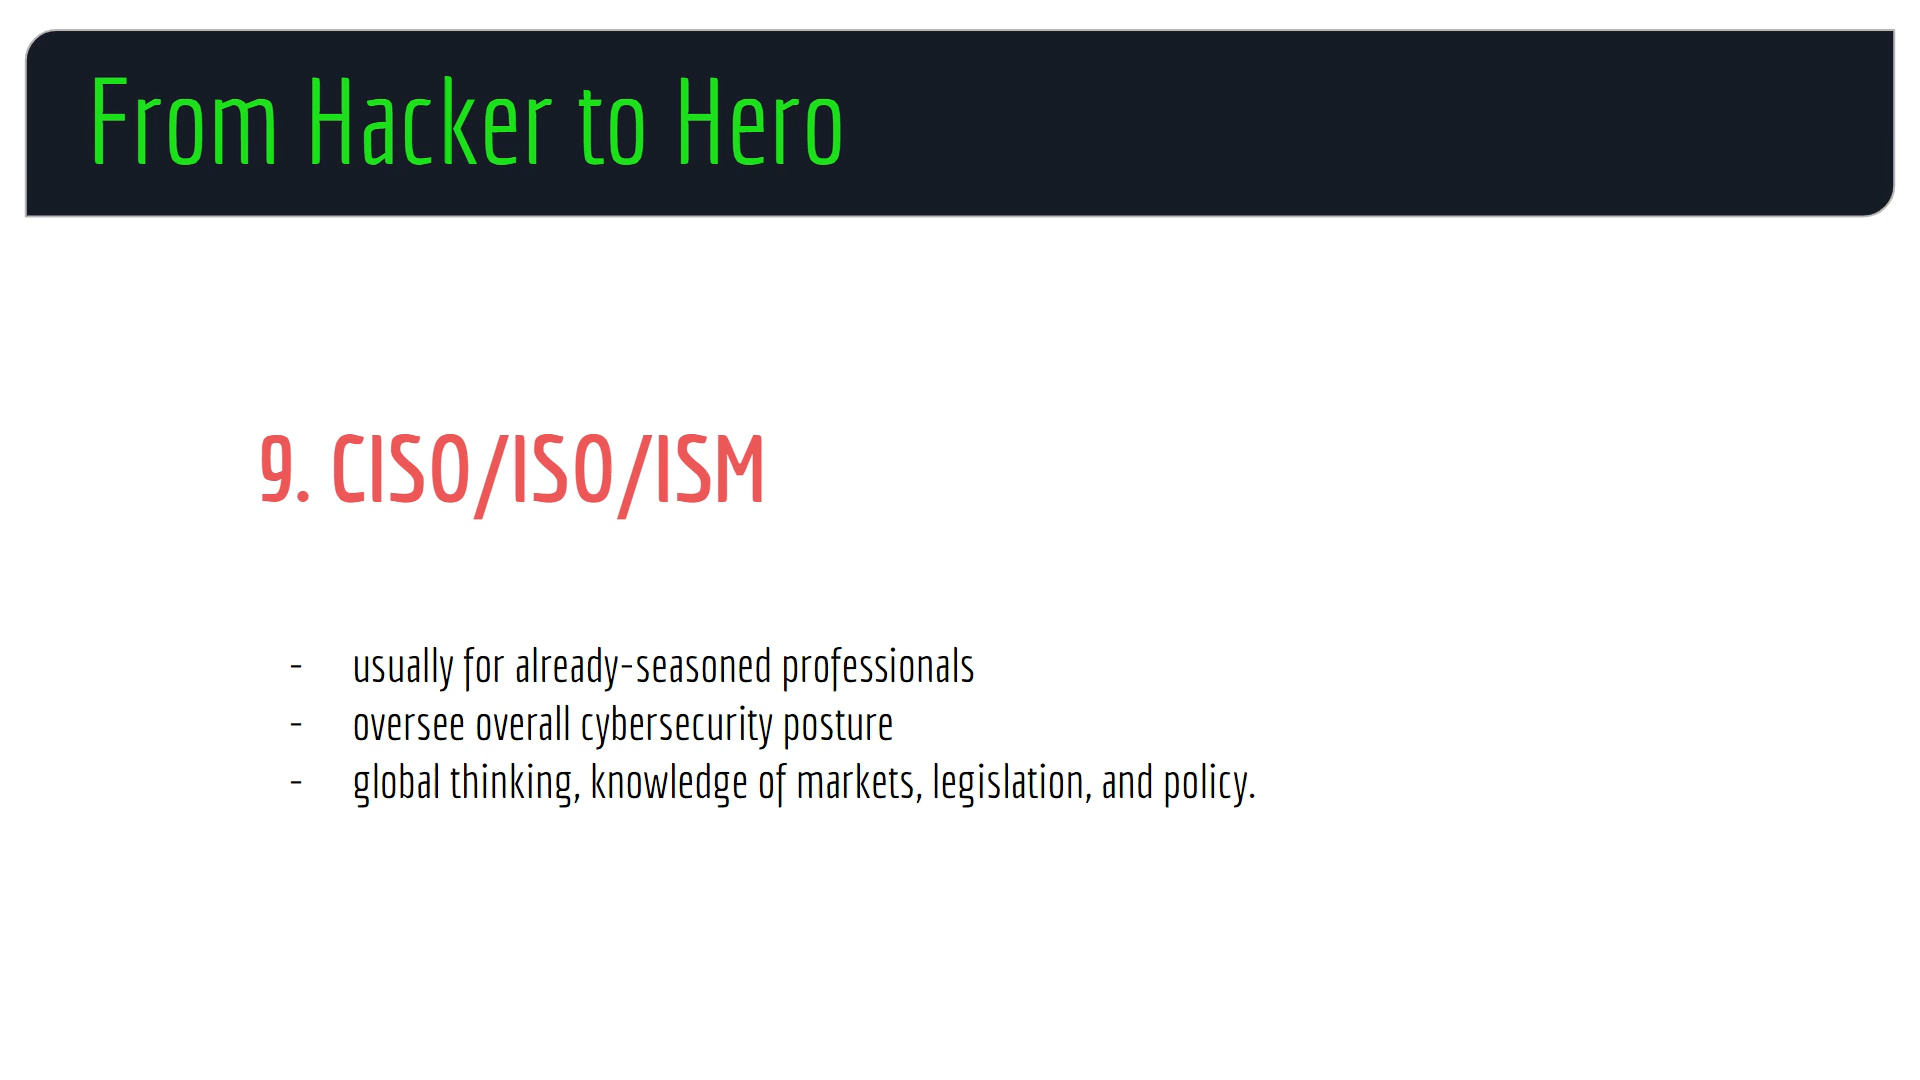 From Hacker to Hero
9. CISO/ISO/ISM
- usually for already-seasoned professionals
- oversee overall cybersecurity posture
- global thinking, knowledge of markets, legislation, and policy.